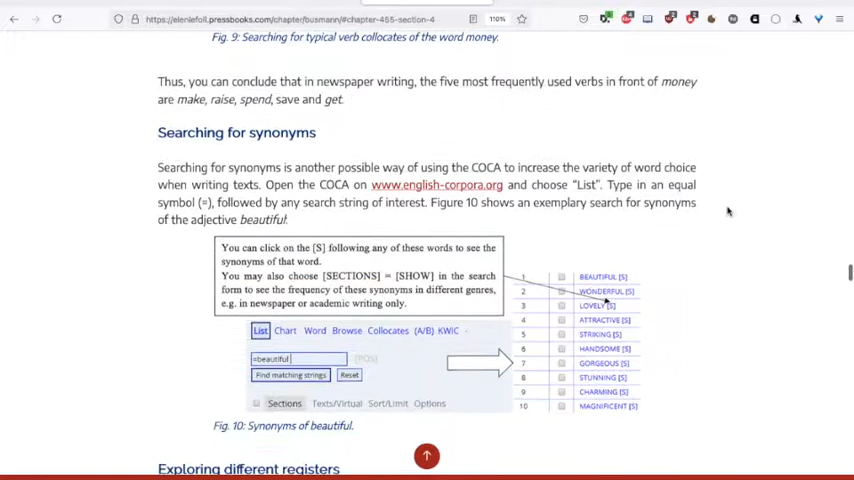 https://eleniefoll.pressbooks.com/chapter/busmann/#chapter-455-section-4
110%
Fig. 9: Searching for typical verb collocates of the word money.
Thus, you can conclude that in newspaper writing, the five most frequently used verbs in front of money
are make, raise, spend, save and get.
Searching for synonyms
Searching for synonyms is another possible way of using the COCA to increase the variety of word choice
when writing texts. Open the COCA on www.english-corpora.org and choose “List”. Type in an equal
symbol (=), followed by any search string of interest. Figure 10 shows an exemplary search for synonyms
of the adjective beautiful:
You can click on the [S] following any of these words to see the
synonyms of that word.
You may also choose [SECTIONS] = [SHOW] in the search
form to see the frequency of these synonyms in different genres,
e.g. in newspaper or academic writing only.
List Chart Word Browse Collocates (A/B) KWIC -
=beautiful [POS]
Find matching strings Reset
Sections Texts/Virtual Sort/Limit Options
1 BEAUTIFUL [S]
2 WONDERFUL [S]
3 LOVELY [S]
4 ATTRACTIVE [S]
5 STRIKING [S]
6 HANDSOME [S]
7 GORGEOUS [S]
8 STUNNING [S]
9 CHARMING [S]
10 MAGNIFICENT [S]
Fig. 10: Synonyms of beautiful.
Exploring different registers